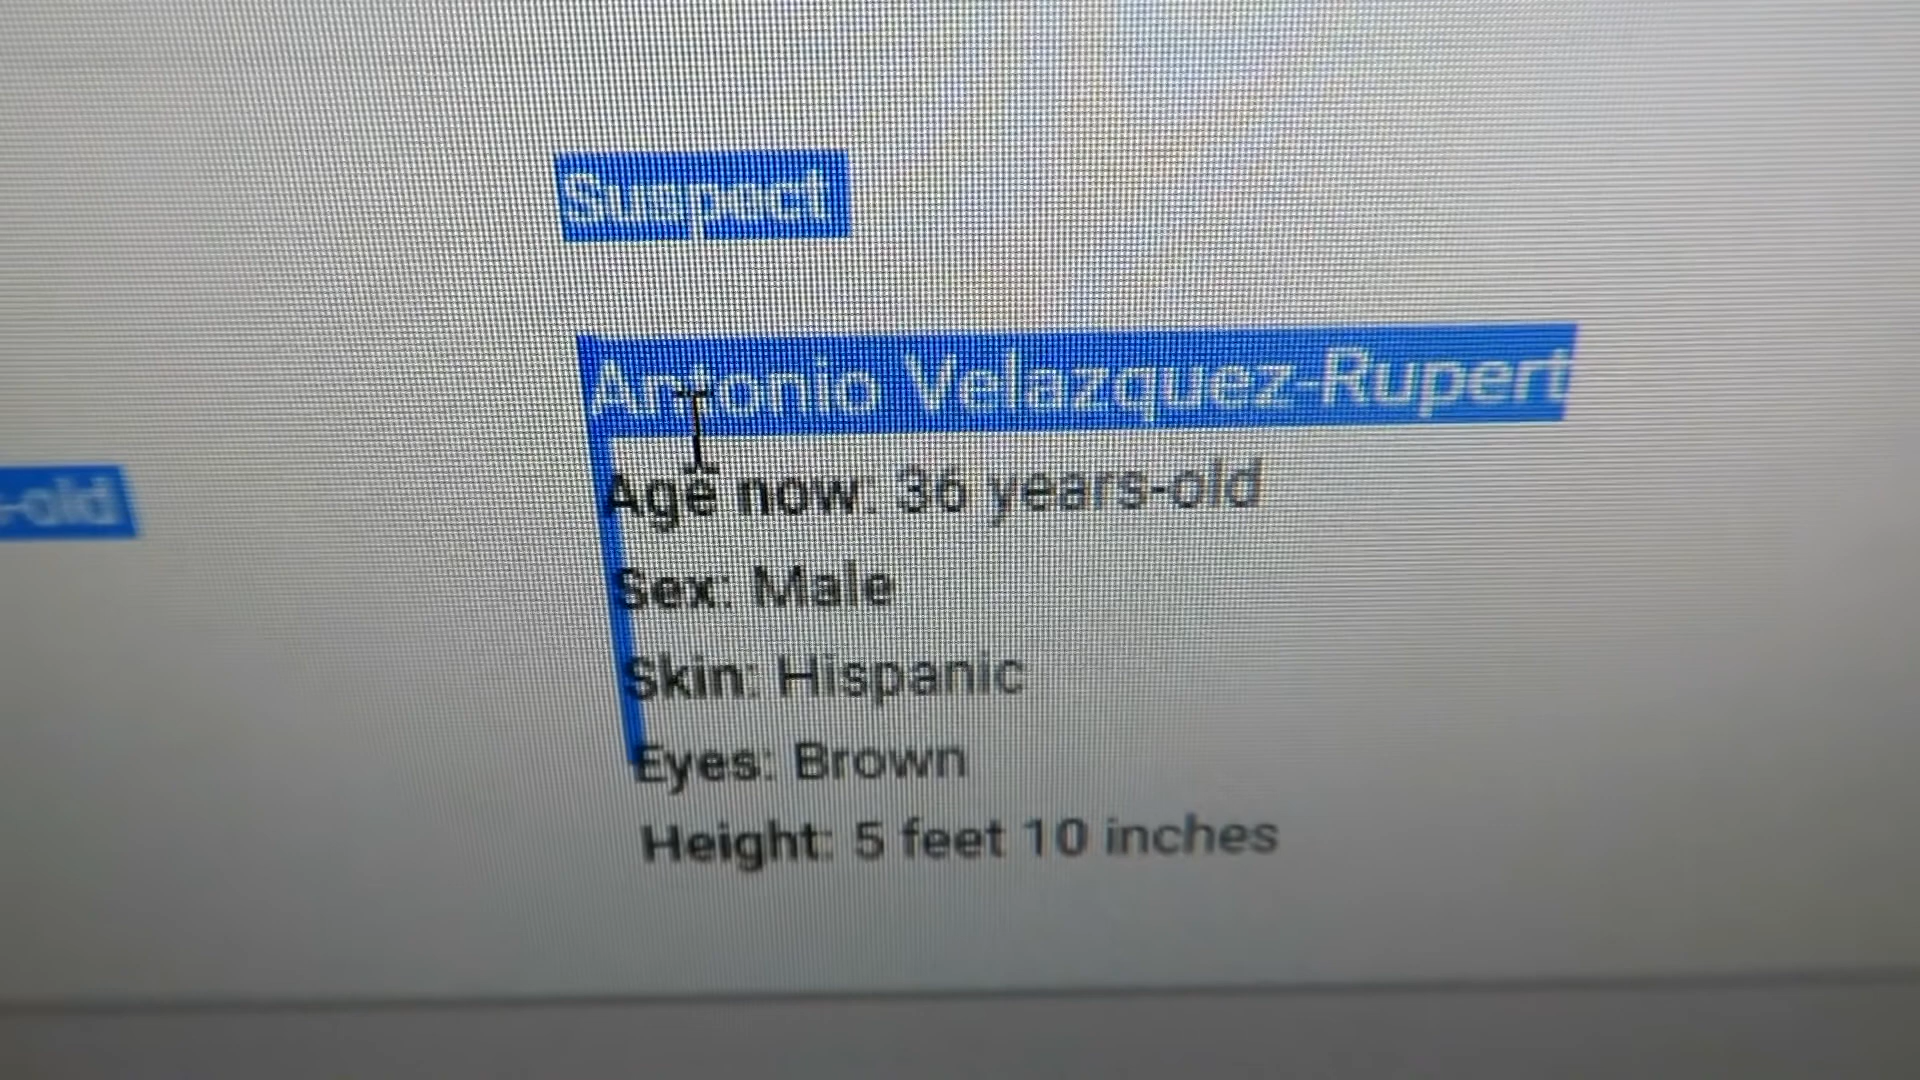 Suspect
Antonio Velazquez-Rupert
-old
Age now: 36 years-old
Sex: Male
Skin: Hispanic
Eyes: Brown
Height: 5 feet 10 inches